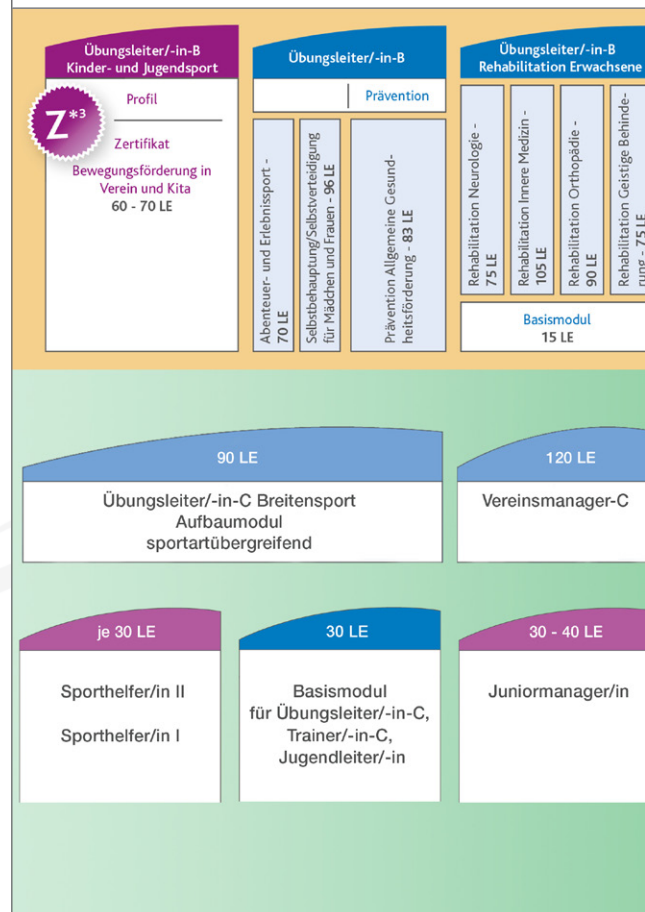 Übungsleiter/-in-B
Kinder- und Jugendsport
Z*3
Profil
Zertifikat
Bewegungsförderung in
Verein und Kita
60 - 70 LE
Übungsleiter/-in-B
Prävention
Abenteuer- und Erlebnissport -
70 LE
Selbstbehauptung/Selbstverteidigung
für Mädchen und Frauen - 96 LE
Prävention Allgemeine Gesund-
heitsförderung - 83 LE
Übungsleiter/-in-B
Rehabilitation Erwachsene
Rehabilitation Neurologie -
75 LE
Rehabilitation Innere Medizin -
105 LE
Rehabilitation Orthopädie -
90 LE
Rehabilitation Geistige Behinde-
rung - 75 LE
Basismodul
15 LE
90 LE
Übungsleiter/-in-C Breitensport
Aufbaumodul
sportartübergreifend
120 LE
Vereinsmanager-C
je 30 LE
Sporthelfer/in II
Sporthelfer/in I
30 LE
Basismodul
für Übungsleiter/-in-C,
Trainer/-in-C,
Jugendleiter/-in
30 - 40 LE
Juniormanager/in